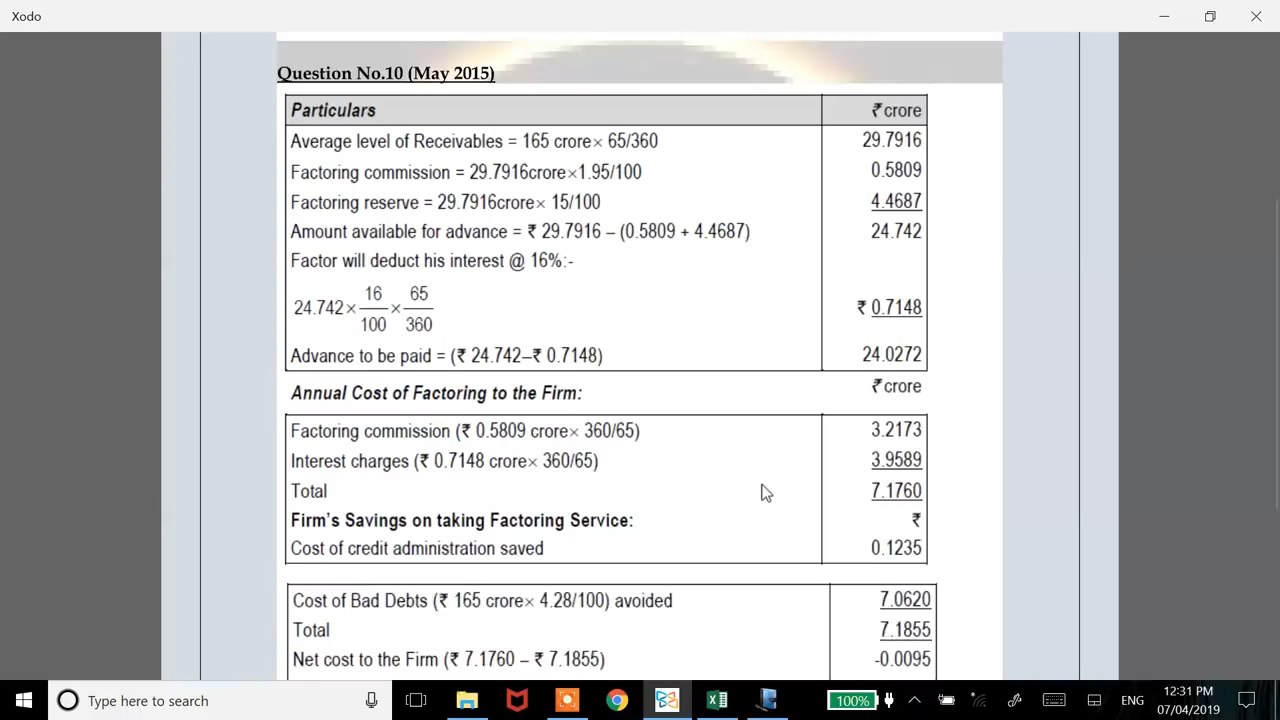 Xodo
Question No.10 (May 2015)
Particulars ₹ crore
Average level of Receivables = 165 crore× 65/360 29.7916
Factoring commission = 29.7916crore×1.95/100 0.5809
Factoring reserve = 29.7916crore× 15/100 4.4687
Amount available for advance = ₹ 29.7916 – (0.5809 + 4.4687) 24.742
Factor will deduct his interest @ 16%:-
24.742× 16/100 × 65/360 ₹ 0.7148
Advance to be paid = (₹ 24.742–₹ 0.7148) 24.0272
Annual Cost of Factoring to the Firm: ₹ crore
Factoring commission (₹ 0.5809 crore× 360/65) 3.2173
Interest charges (₹ 0.7148 crore× 360/65) 3.9589
Total 7.1760
Firm's Savings on taking Factoring Service: ₹
Cost of credit administration saved 0.1235
Cost of Bad Debts (₹ 165 crore× 4.28/100) avoided 7.0620
Total 7.1855
Net cost to the Firm (₹ 7.1760 – ₹ 7.1855) -0.0095
Type here to search 100% ENG 12:31 PM
07/04/2019